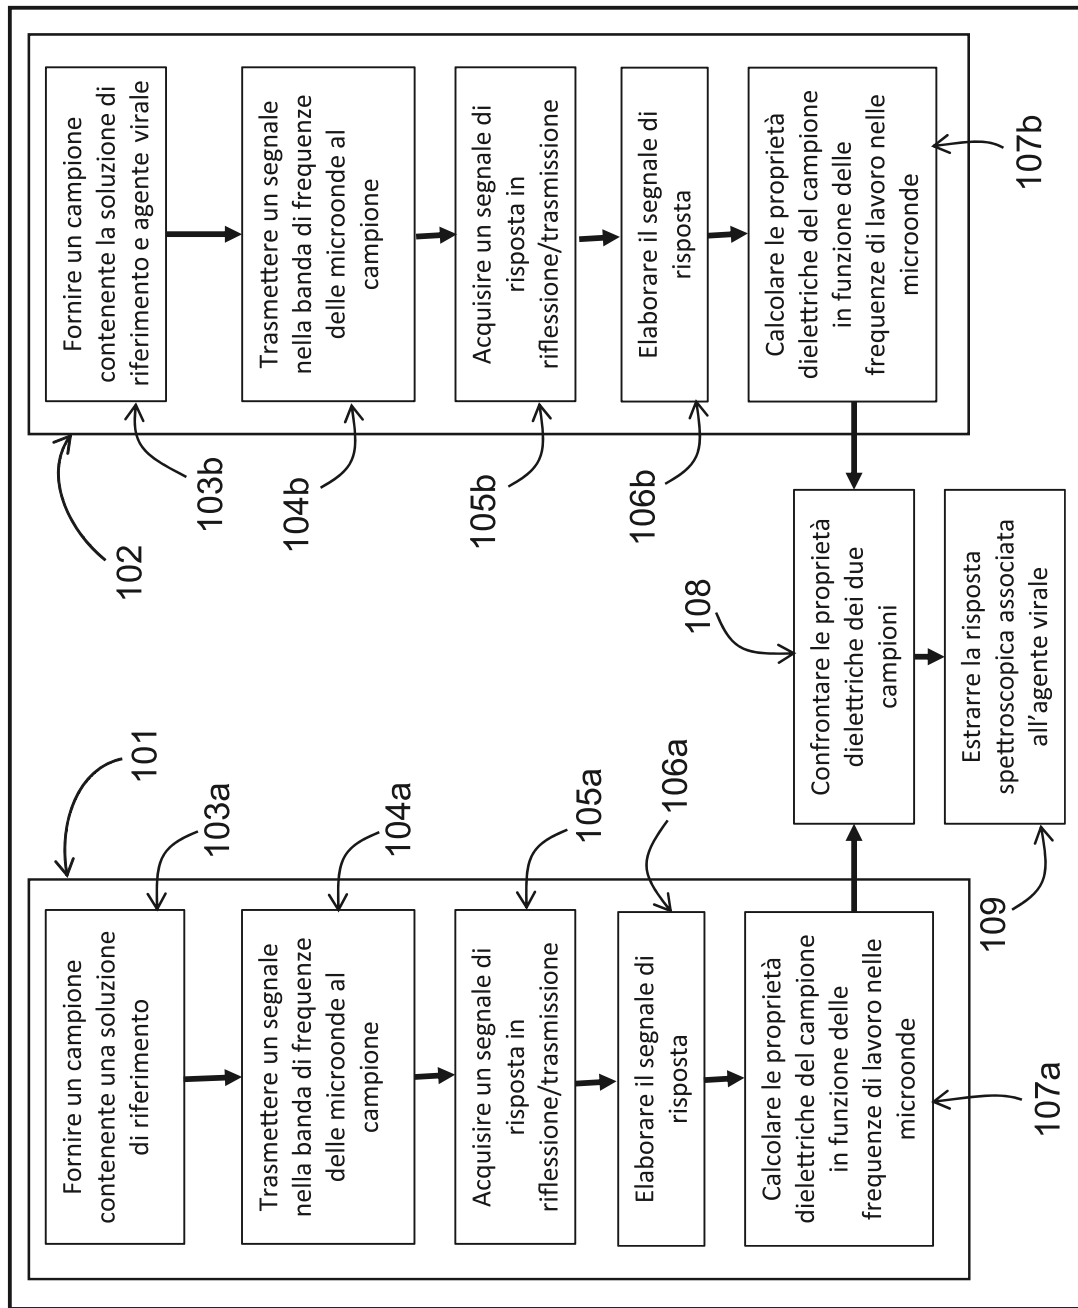 101
Fornire un campione
contenente una soluzione
di riferimento
103a
Trasmettere un segnale
nella banda di frequenze
delle microonde al
campione
104a
Acquisire un segnale di
risposta in
riflessione/trasmissione
105a
Elaborare il segnale di
risposta
106a
Calcolare le proprietà
dielettriche del campione
in funzione delle
frequenze di lavoro nelle
microonde
107a
102
Fornire un campione
contenente la soluzione di
riferimento e agente virale
103b
Trasmettere un segnale
nella banda di frequenze
delle microonde al
campione
104b
Acquisire un segnale di
risposta in
riflessione/trasmissione
105b
Elaborare il segnale di
risposta
106b
Calcolare le proprietà
dielettriche del campione
in funzione delle
frequenze di lavoro nelle
microonde
107b
108
Confrontare le proprietà
dielettriche dei due
campioni
Estrarre la risposta
spettroscopica associata
all'agente virale
109